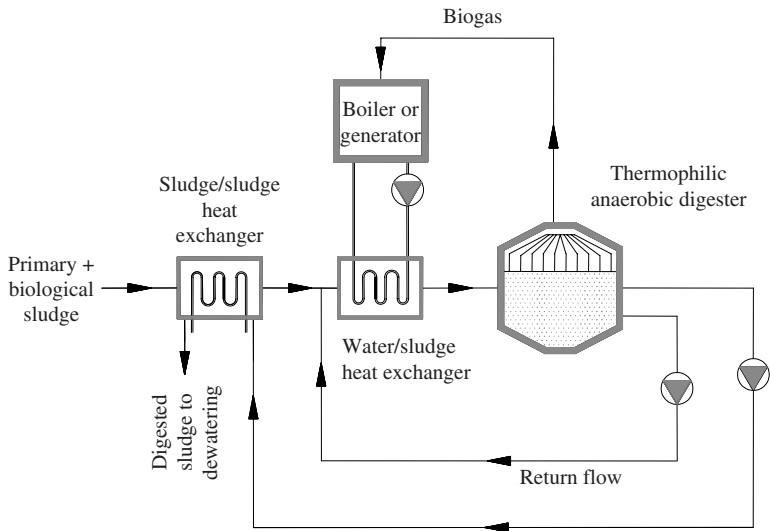 Biogas
Boiler or
generator
Thermophilic
anaerobic digester
Sludge/sludge
heat
exchanger
Primary +
biological
sludge
Water/sludge
heat exchanger
Digested
sludge to
dewatering
Return flow